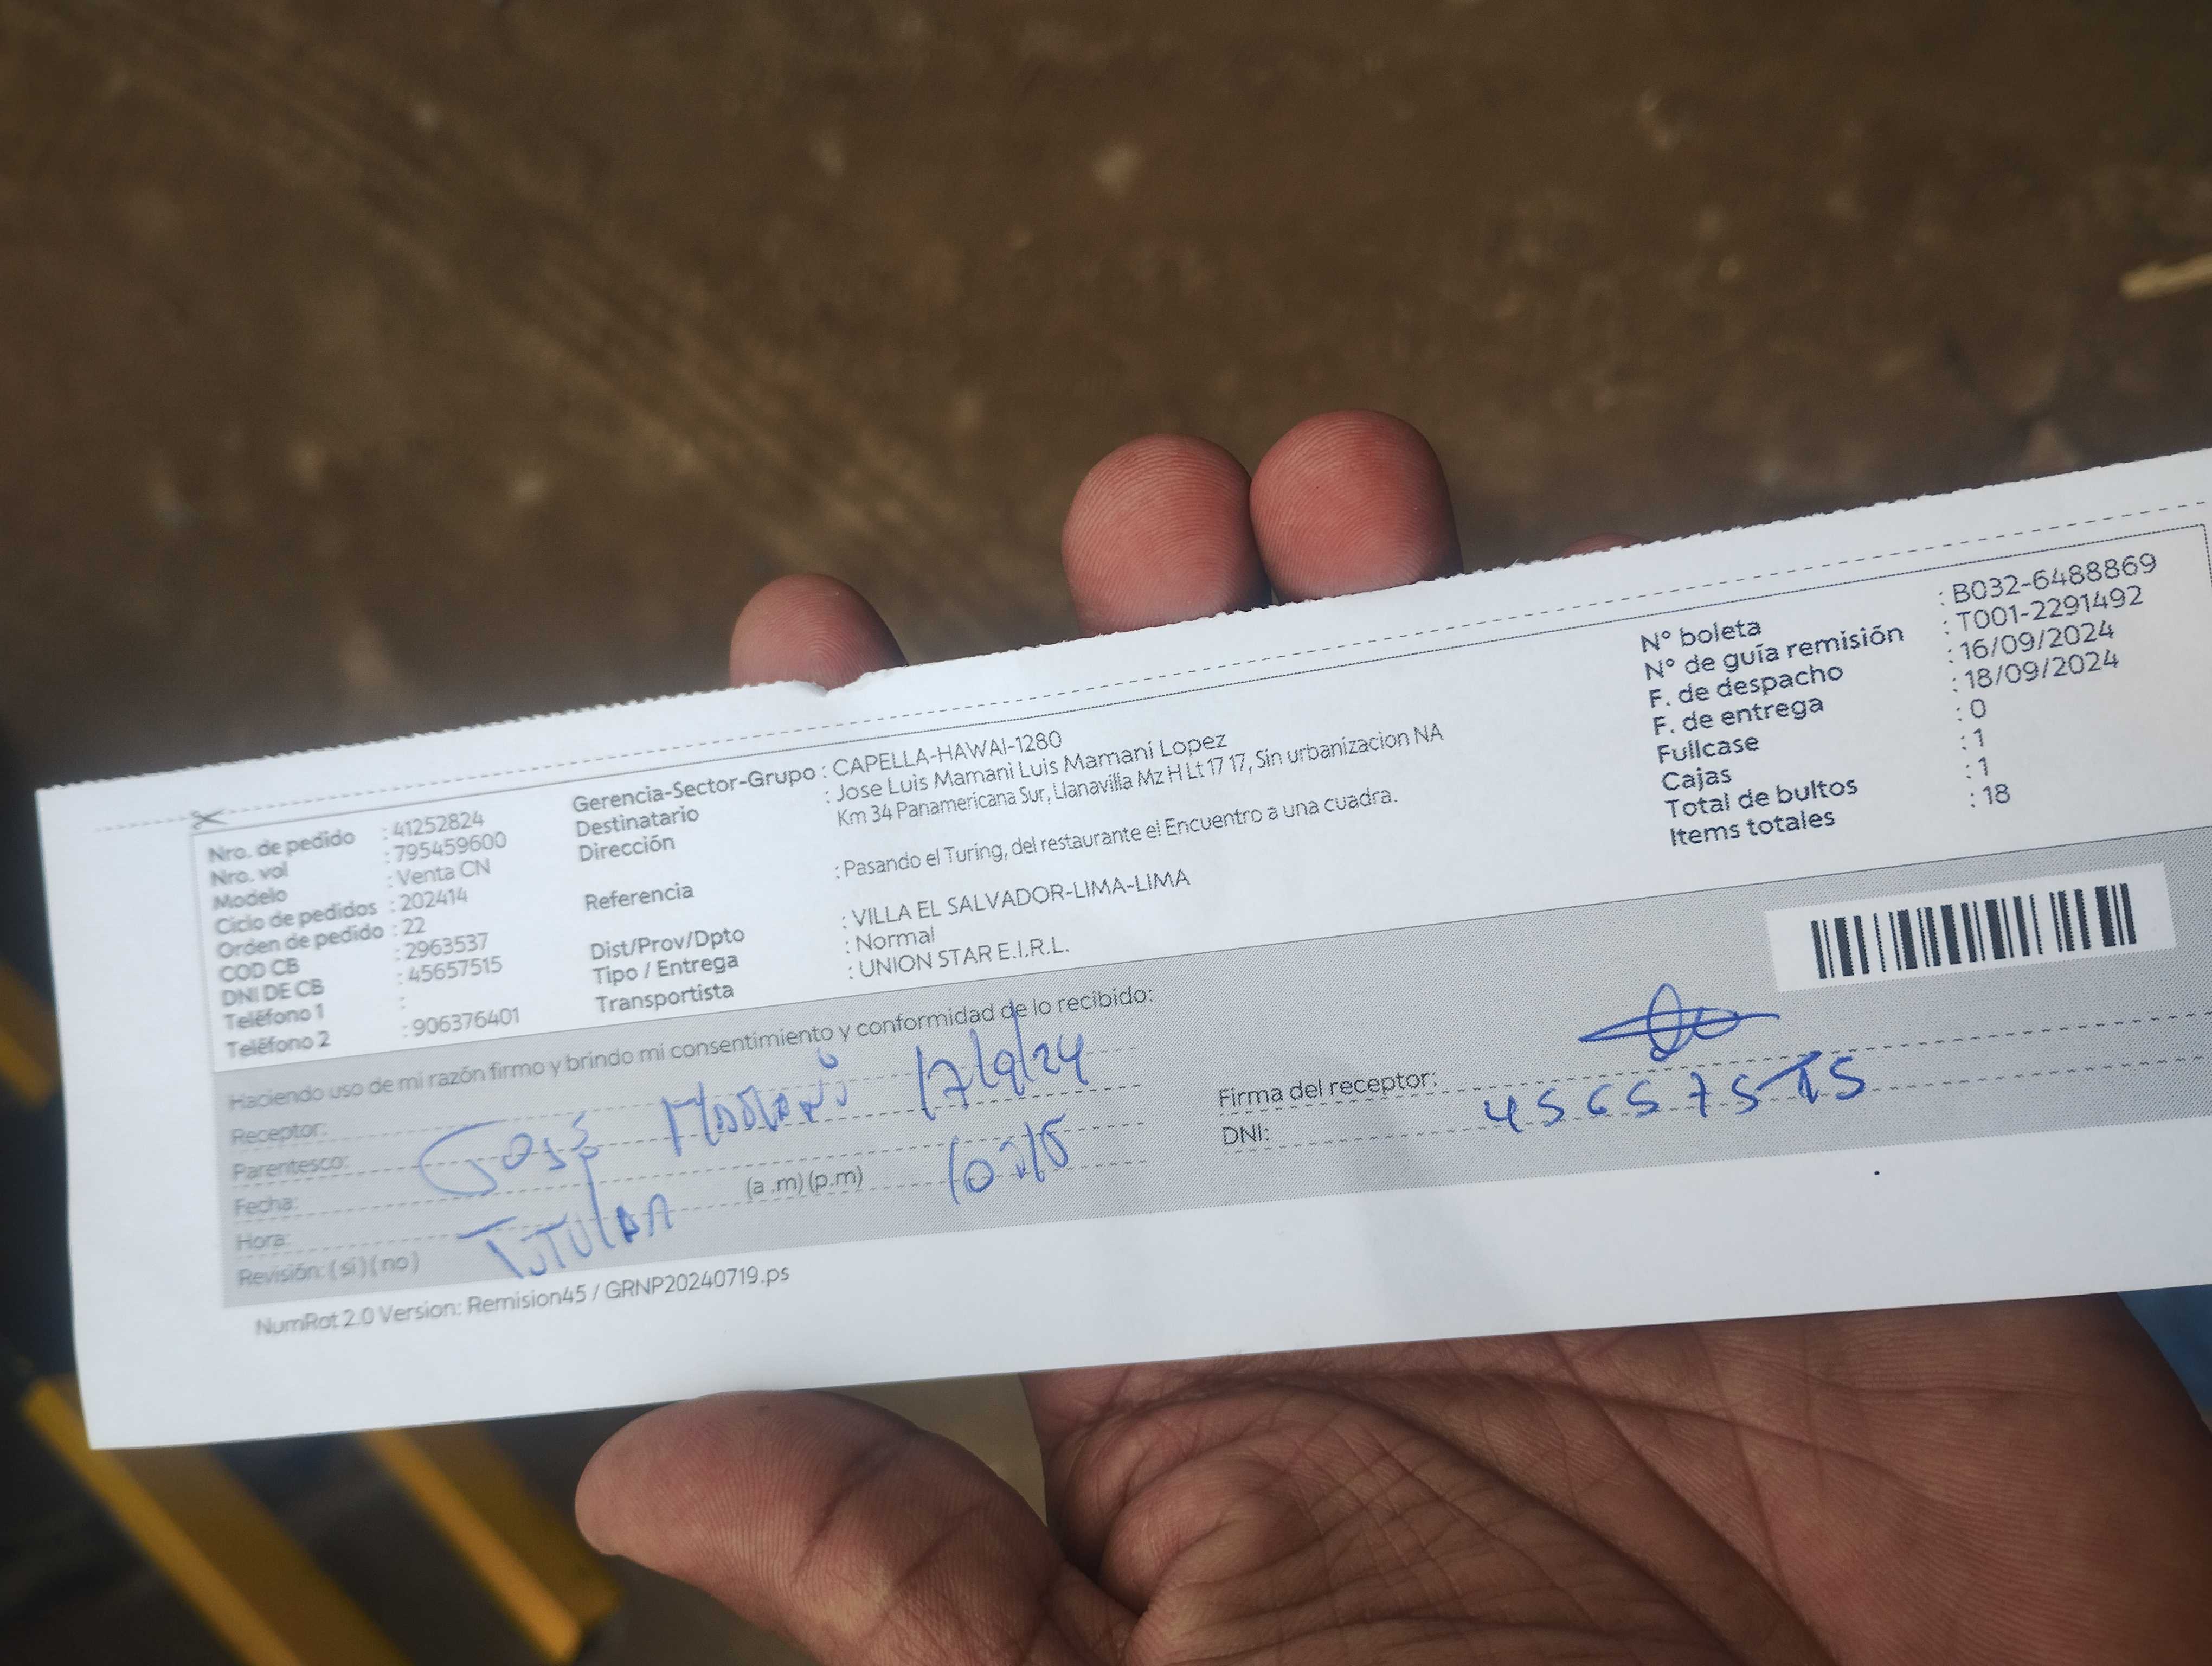 Nro. de pedido : 41252824
Nro. vol : 795459600
Modelo : Venta CN
Ciclo de pedidos : 202414
Orden de pedido : 22
COD CB : 2963537
DNI DE CB : 45657515
Teléfono 1 :
Teléfono 2 : 906376401
Gerencia-Sector-Grupo : CAPELLA-HAWAI-1280
Destinatario : Jose Luis Mamani Luis Mamani Lopez
Dirección Km 34 Panamericana Sur, Llanavilla Mz H Lt 17 17, Sin urbanizacion NA
Referencia : Pasando el Turing, del restaurante el Encuentro a una cuadra.
Dist/Prov/Dpto : VILLA EL SALVADOR-LIMA-LIMA
Tipo / Entrega : Normal
Transportista : UNION STAR E.I.R.L.
N° boleta : B032-6488869
N° de guía remisión : T001-2291492
F. de despacho : 16/09/2024
F. de entrega : 18/09/2024
Fullcase : 0
Cajas : 1
Total de bultos : 1
Items totales : 18
Haciendo uso de mi razón firmo y brindo mi consentimiento y conformidad de lo recibido:
Receptor:
Parentesco:
Fecha:
Hora: (a .m) (p.m)
Revisión: ( sí ) ( no )
José 17/9/24
TITULAR
Firma del receptor:
DNI: 45657515
NumRot 2.0 Version: Remision45 / GRNP20240719.ps